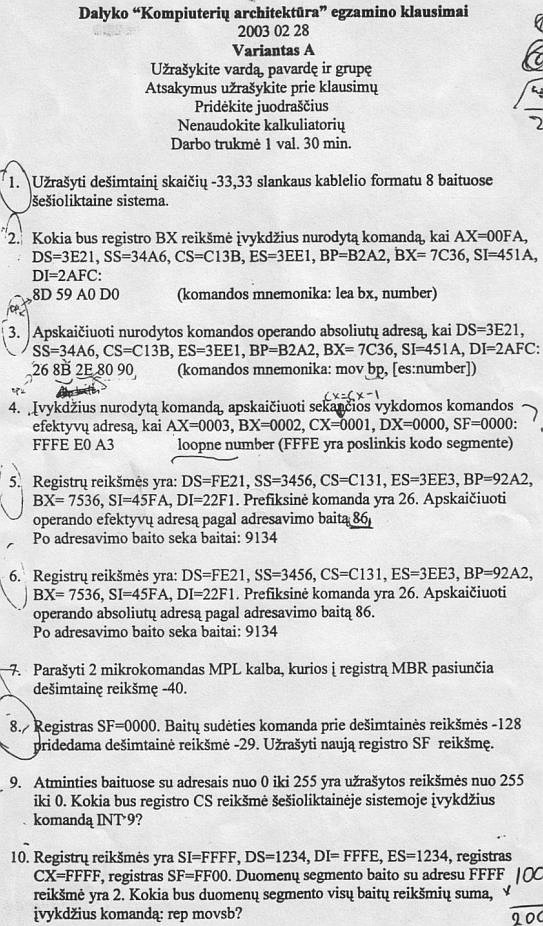 Dalyko “Kompiuterių architektūra” egzamino klausimai
2003 02 28
Variantas A
Užrašykite vardą, pavardę ir grupę
Atsakymus užrašykite prie klausimų
Pridėkite juodraščius
Nenaudokite kalkuliatorių
Darbo trukmė 1 val. 30 min.
1. Užrašyti dešimtainį skaičių -33,33 slankaus kablelio formatu 8 baituose
šešioliktaine sistema.
2. Kokia bus registro BX reikšmė įvykdžius nurodytą komandą, kai AX=00FA,
DS=3E21, SS=34A6, CS=C13B, ES=3EE1, BP=B2A2, BX= 7C36, SI=451A,
DI=2AFC:
8D 59 A0 D0 (komandos mnemonika: lea bx, number)
3. Apskaičiuoti nurodytos komandos operando absoliutų adresą, kai DS=3E21,
SS=34A6, CS=C13B, ES=3EE1, BP=B2A2, BX= 7C36, SI=451A, DI=2AFC:
26 8B 2E 80 90 (komandos mnemonika: mov bp, [es:number])
CX=CX-1
4. Įvykdžius nurodytą komandą, apskaičiuoti sekančios vykdomos komandos
efektyvų adresą, kai AX=0003, BX=0002, CX=0001, DX=0000, SF=0000:
FFFE E0 A3 loopne number (FFFE yra poslinkis kodo segmente)
5. Registrų reikšmės yra: DS=FE21, SS=3456, CS=C131, ES=3EE3, BP=92A2,
BX= 7536, SI=45FA, DI=22F1. Prefiksinė komanda yra 26. Apskaičiuoti
operando efektyvų adresą pagal adresavimo baitą 86.
Po adresavimo baito seka baitai: 9134
6. Registrų reikšmės yra: DS=FE21, SS=3456, CS=C131, ES=3EE3, BP=92A2,
BX= 7536, SI=45FA, DI=22F1. Prefiksinė komanda yra 26. Apskaičiuoti
operando absoliutų adresą pagal adresavimo baitą 86.
Po adresavimo baito seka baitai: 9134
7. Parašyti 2 mikrokomandas MPL kalba, kurios į registrą MBR pasiunčia
dešimtainę reikšmę -40.
8. Registras SF=0000. Baitų sudėties komanda prie dešimtainės reikšmės -128
pridedama dešimtainė reikšmė -29. Užrašyti naują registro SF reikšmę.
9. Atminties baituose su adresais nuo 0 iki 255 yra užrašytos reikšmės nuo 255
iki 0. Kokia bus registro CS reikšmė šešioliktainėje sistemoje įvykdžius
komandą INT 9?
10. Registrų reikšmės yra SI=FFFF, DS=1234, DI= FFFE, ES=1234, registras
CX=FFFF, registras SF=FF00. Duomenų segmento baito su adresu FFFF
reikšmė yra 2. Kokia bus duomenų segmento visų baitų reikšmių suma,
įvykdžius komandą: rep movsb?
100
200